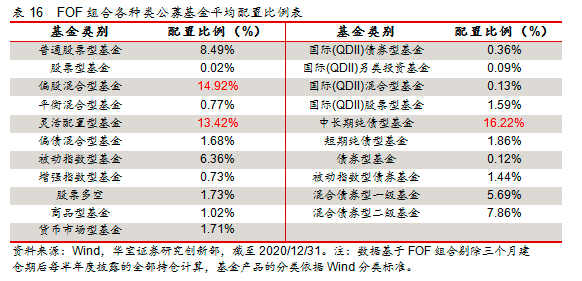 表 16 FOF 组合各种类公募基金平均配置比例表
基金类别 配置比例（%） 基金类别 配置比例（%）
普通股票型基金 8.49% 国际(QDII)债券型基金 0.36%
股票型基金 0.02% 国际(QDII)另类投资基金 0.09%
偏股混合型基金 14.92% 国际(QDII)混合型基金 0.13%
平衡混合型基金 0.77% 国际(QDII)股票型基金 1.59%
灵活配置型基金 13.42% 中长期纯债型基金 16.22%
偏债混合型基金 1.68% 短期纯债型基金 1.86%
被动指数型基金 6.36% 债券型基金 0.12%
增强指数型基金 0.73% 被动指数型债券基金 1.44%
股票多空 1.73% 混合债券型一级基金 5.69%
商品型基金 1.02% 混合债券型二级基金 7.86%
货币市场型基金 1.71%
资料来源：Wind，华宝证券研究创新部，截至 2020/12/31。注：数据基于 FOF 组合剔除三个月建
仓期后每半年度披露的全部持仓计算，基金产品的分类依据 Wind 分类标准。